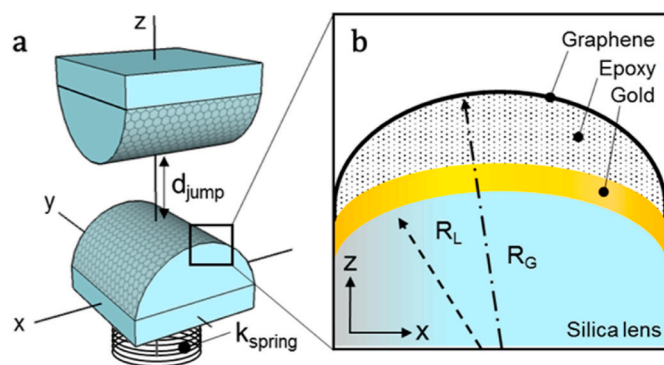 a
z
d_jump
y
x
k_spring
b
Graphene
Epoxy
Gold
R_L
R_G
z
x
Silica lens